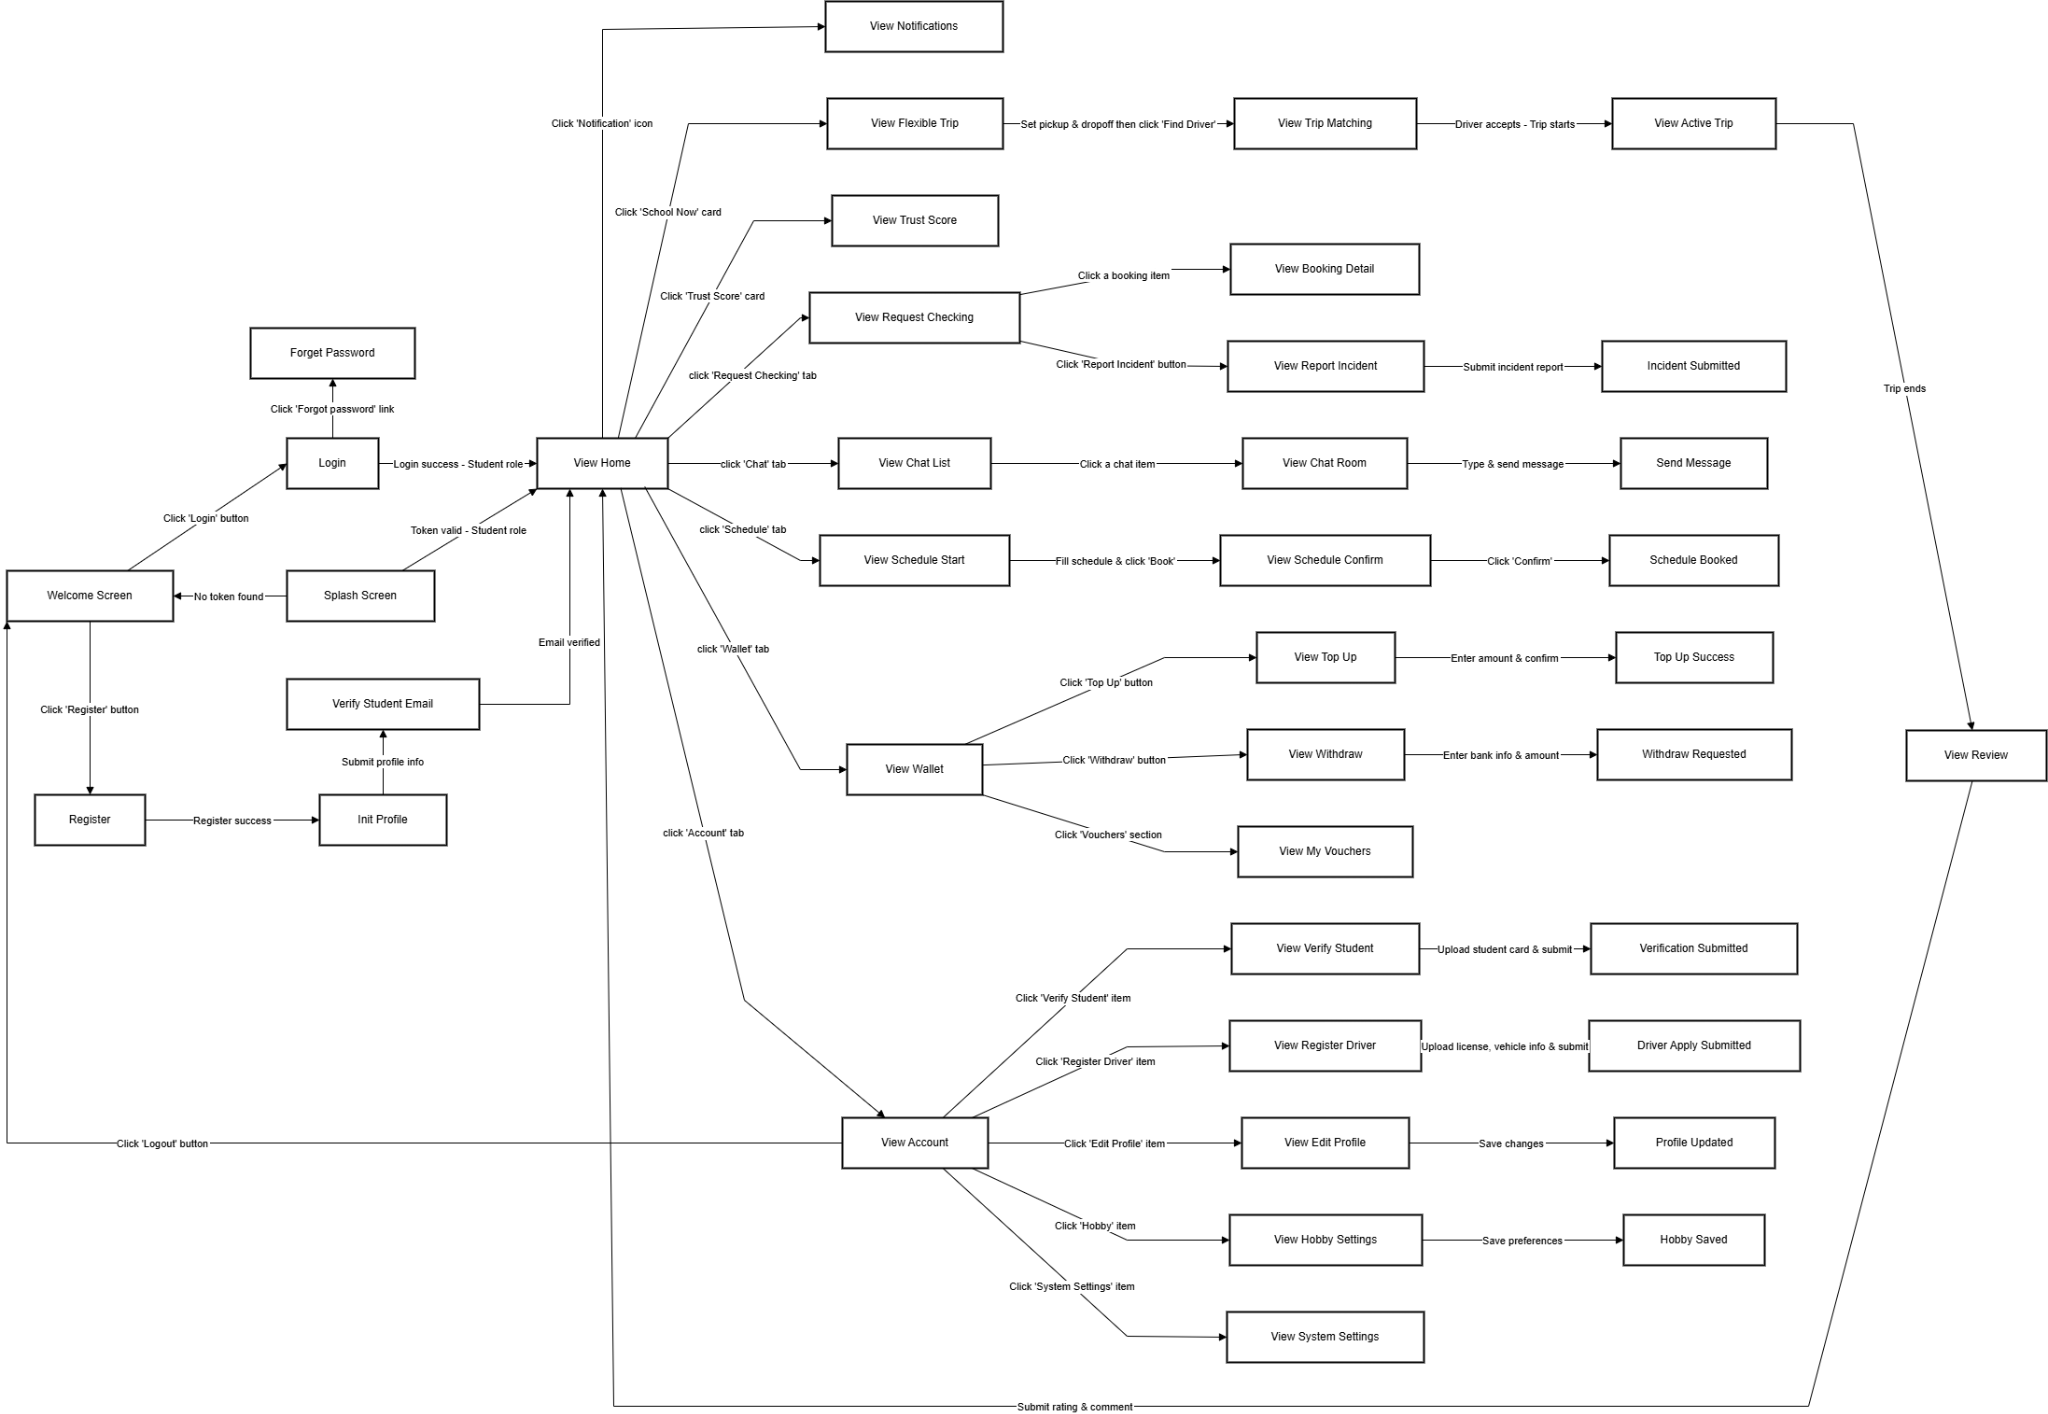 View Notifications
Click 'Notification' icon
View Flexible Trip
Set pickup & dropoff then click 'Find Driver'
View Trip Matching
Driver accepts - Trip starts
View Active Trip
Click 'School Now' card
View Trust Score
Click 'Trust Score' card
View Booking Detail
Click a booking item
View Request Checking
click 'Request Checking' tab
Click 'Report Incident' button
View Report Incident
Submit incident report
Incident Submitted
Trip ends
Forget Password
Click 'Forgot password' link
Login
Login success - Student role
View Home
click 'Chat' tab
View Chat List
Click a chat item
View Chat Room
Type & send message
Send Message
Click 'Login' button
Token valid - Student role
click 'Schedule' tab
View Schedule Start
Fill schedule & click 'Book'
View Schedule Confirm
Click 'Confirm'
Schedule Booked
Welcome Screen
No token found
Splash Screen
Email verified
click 'Wallet' tab
Click 'Top Up' button
View Top Up
Enter amount & confirm
Top Up Success
Click 'Register' button
Verify Student Email
Submit profile info
View Wallet
Click 'Withdraw' button
View Withdraw
Enter bank info & amount
Withdraw Requested
View Review
Register
Register success
Init Profile
click 'Account' tab
Click 'Vouchers' section
View My Vouchers
View Verify Student
Upload student card & submit
Verification Submitted
Click 'Verify Student' item
Click 'Register Driver' item
View Register Driver
Upload license, vehicle info & submit
Driver Apply Submitted
Click 'Logout' button
View Account
Click 'Edit Profile' item
View Edit Profile
Save changes
Profile Updated
Click 'Hobby' item
View Hobby Settings
Save preferences
Hobby Saved
Click 'System Settings' item
View System Settings
Submit rating & comment